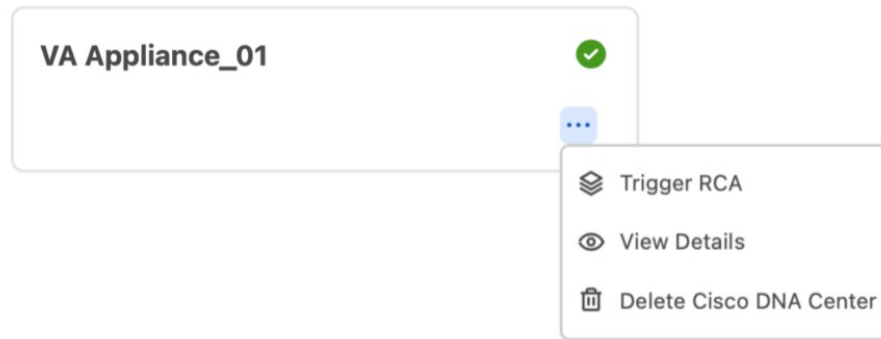 VA Appliance_01
Trigger RCA
View Details
Delete Cisco DNA Center